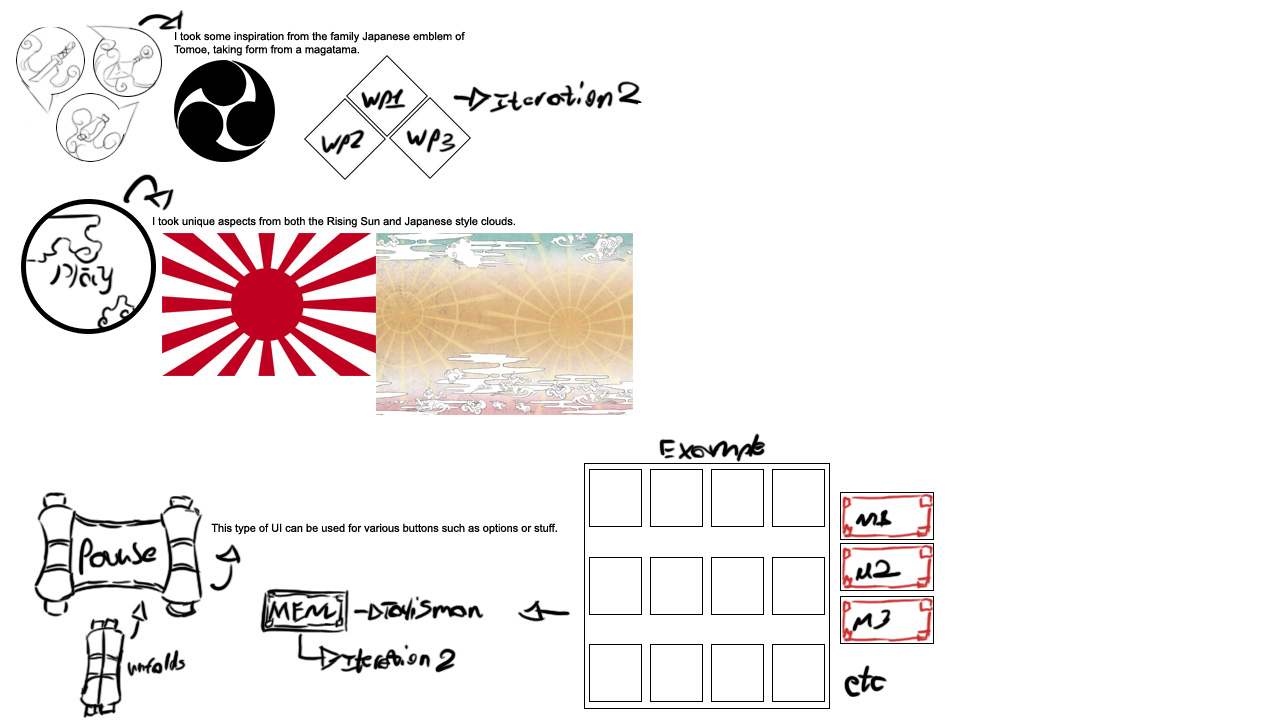 I took some inspiration from the family Japanese emblem of
Tomoe, taking form from a magatama.
WP1
WP2
WP3
Iteration 2
I took unique aspects from both the Rising Sun and Japanese style clouds.
Play
Example
M1
M2
M3
etc
This type of UI can be used for various buttons such as options or stuff.
Pause
unfolds
MEM
Talisman
Iteration 2